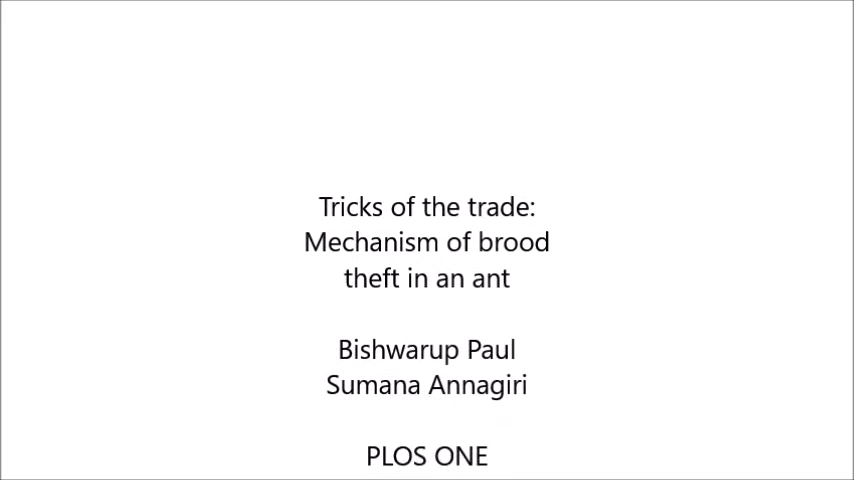 Tricks of the trade:
Mechanism of brood
theft in an ant
Bishwarup Paul
Sumana Annagiri
PLOS ONE